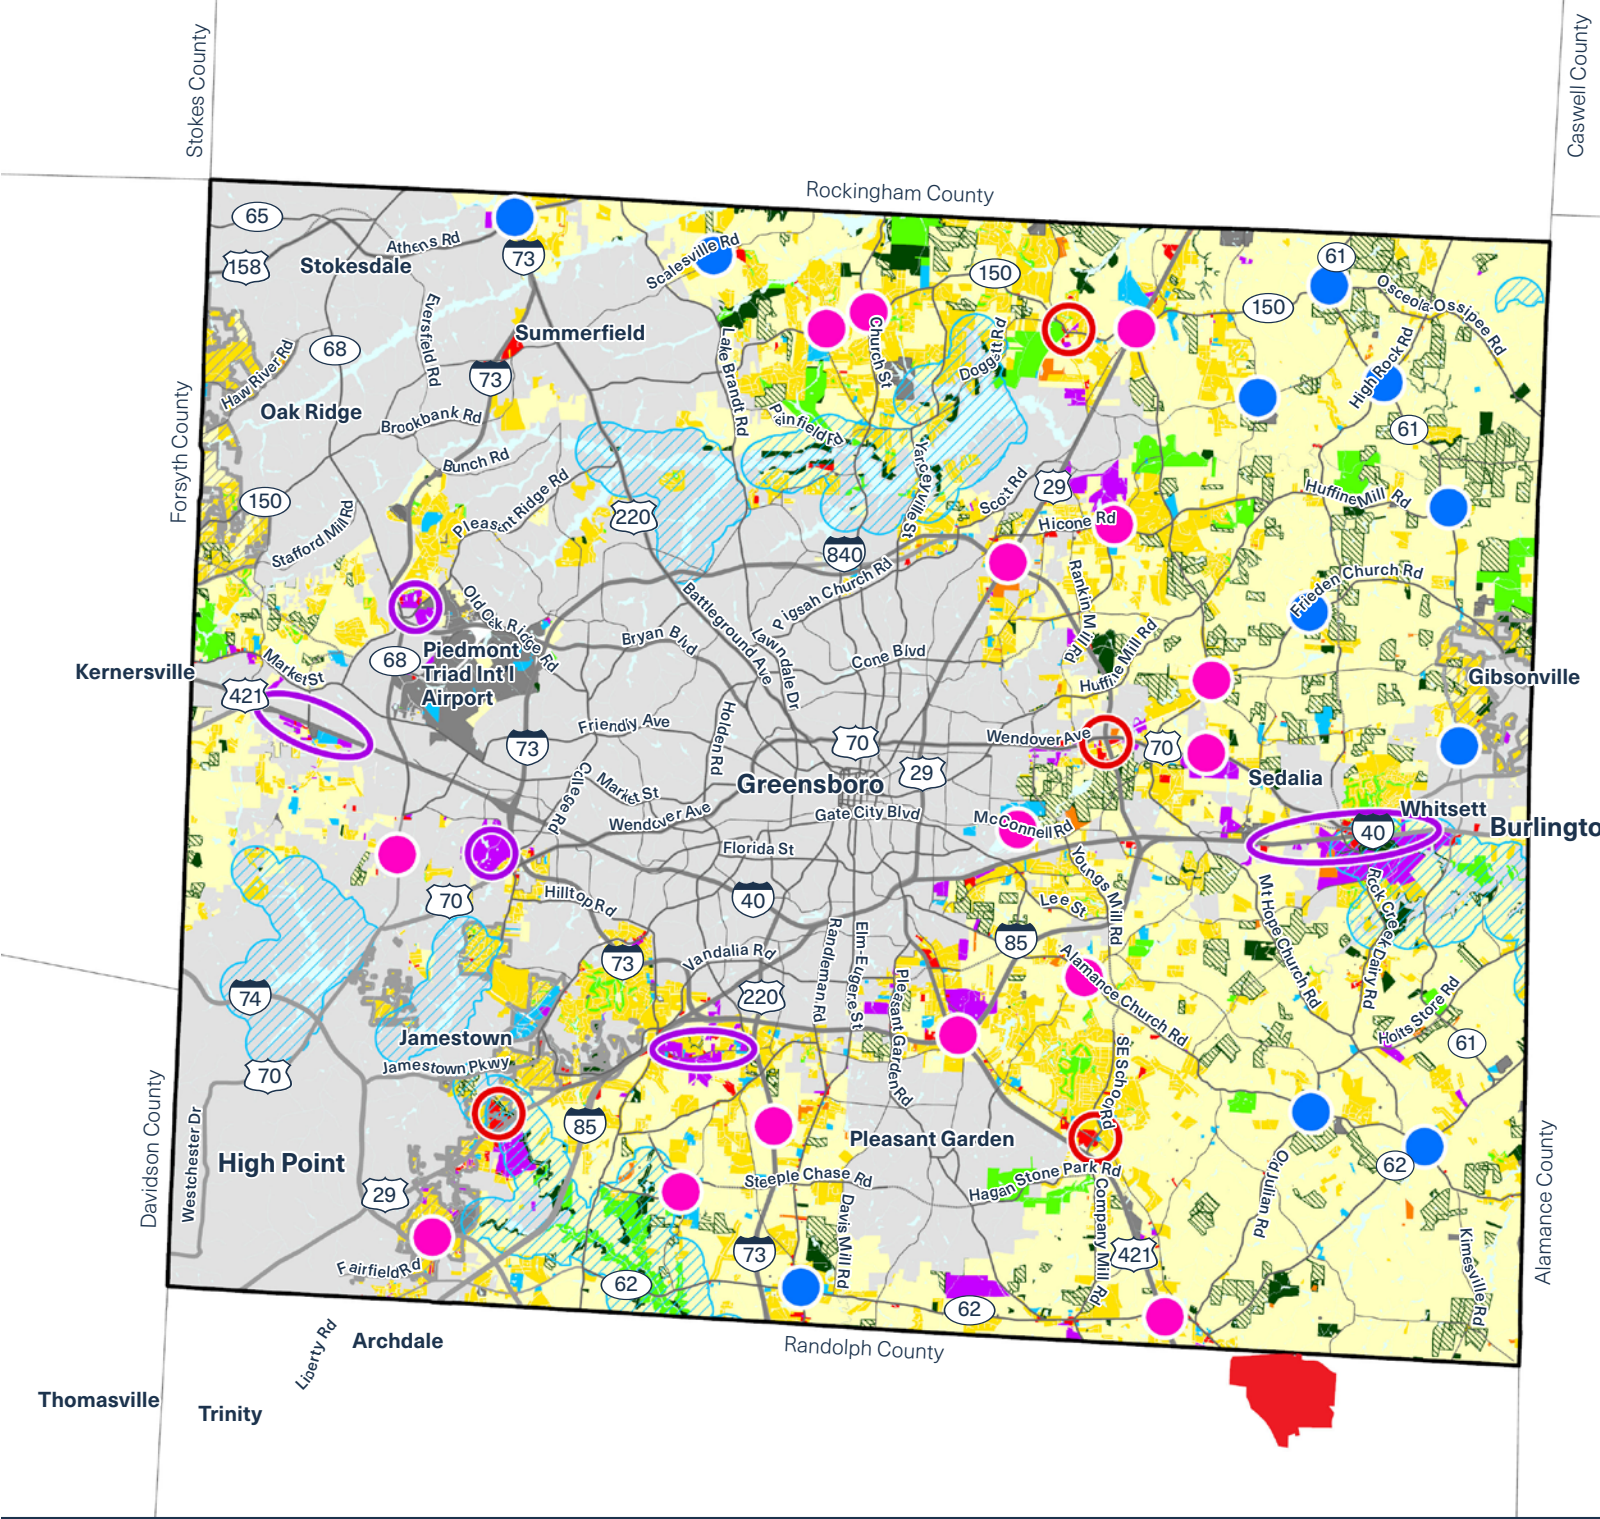 Stokes County
Caswell County
Rockingham County
65
Athens Rd
158
Stokesdale
73
Scalesville Rd
150
61
Osceola-Ossipee Rd
150
Eversfield Rd
Summerfield
Lake Brandt Rd
Church St
Doggett Rd
High Rock Rd
68
Haw River Rd
73
Oak Ridge
Brookbank Rd
Pinfield Rd
61
Forsyth County
Bunch Rd
Yanceyville St
150
Pleasant Ridge Rd
Scott Rd
29
Huffine Mill Rd
Stafford Mill Rd
220
Hicone Rd
840
Pigsah Church Rd
Rankin Mill Rd
Frieden Church Rd
Old Oak Ridge Rd
Battleground Ave
Lawndale Dr
Bryan Blvd
Cone Blvd
Huffine Mill Rd
Kernersville
Market St
68
Piedmont
Triad Int'l
Airport
Gibsonville
421
Holden Rd
Friendly Ave
73
70
Wendover Ave
70
29
Sedalia
College Rd
Market St
Greensboro
Wendover Ave
Gate City Blvd
McConnell Rd
Whitsett
40
Burlingto
Florida St
Youngs Mill Rd
Mt Hope Church Rd
Rock Creek Dairy Rd
70
Hilltop Rd
40
Lee St
85
Randleman Rd
Elm-Eugene St
Vandalia Rd
73
Alamance Church Rd
74
220
Pleasant Garden Rd
Holts Store Rd
61
Jamestown
Jamestown Pkwy
70
SE School Rd
Davidson County
Westchester Dr
85
Pleasant Garden
High Point
62
Alamance County
Steeple Chase Rd
Hagan Stone Park Rd
29
Davis Mill Rd
Company Mill Rd
Old Julian Rd
Kimesville Rd
73
421
Fairfield Rd
62
62
Randolph County
Liberty Rd
Archdale
Thomasville
Trinity